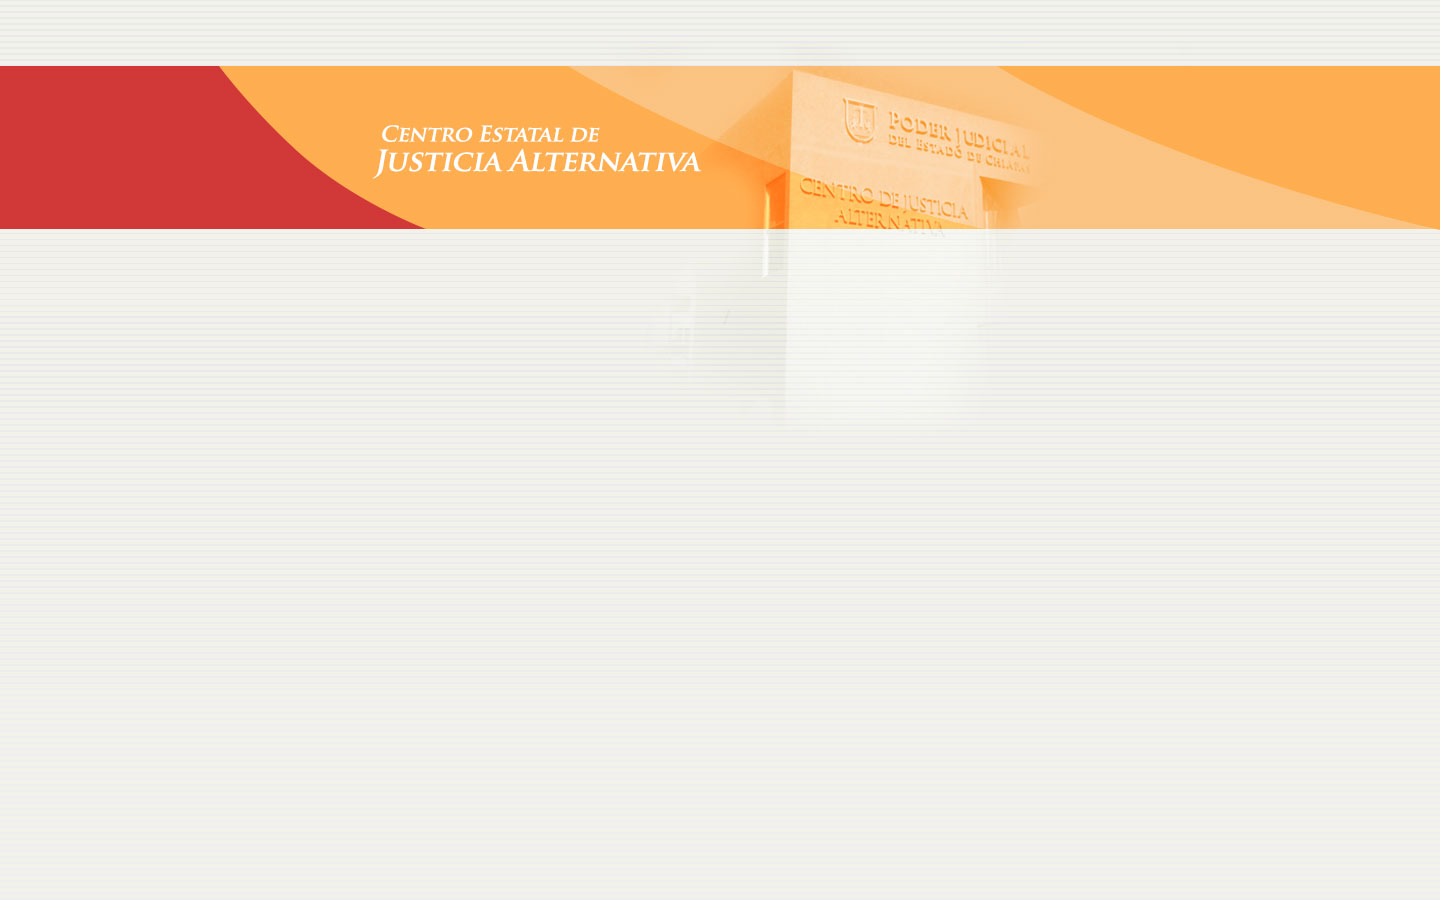 CENTRO ESTATAL DE
JUSTICIA ALTERNATIVA
PODER JUDICIAL
DEL ESTADO DE CHIAPAS
CENTRO DE JUSTICIA
ALTERNATIVA